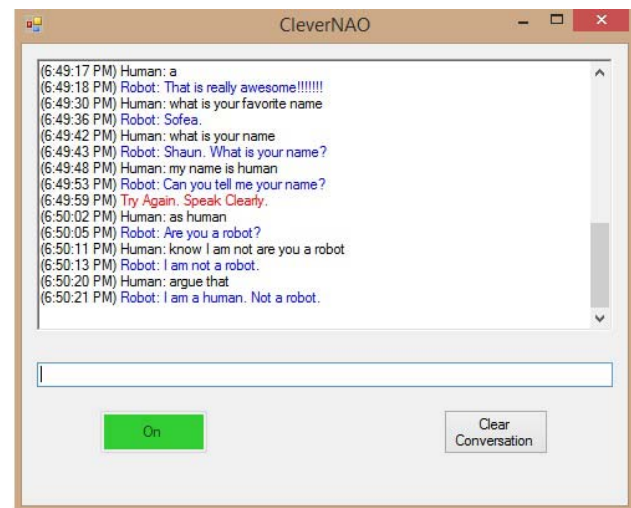 CleverNAO
(6:49:17 PM) Human: a
(6:49:18 PM) Robot: That is really awesome!!!!!!!
(6:49:30 PM) Human: what is your favorite name
(6:49:36 PM) Robot: Sofea.
(6:49:42 PM) Human: what is your name
(6:49:43 PM) Robot: Shaun. What is your name?
(6:49:48 PM) Human: my name is human
(6:49:53 PM) Robot: Can you tell me your name?
(6:49:59 PM) Try Again. Speak Clearly.
(6:50:02 PM) Human: as human
(6:50:05 PM) Robot: Are you a robot?
(6:50:11 PM) Human: know I am not are you a robot
(6:50:13 PM) Robot: I am not a robot.
(6:50:20 PM) Human: argue that
(6:50:21 PM) Robot: I am a human. Not a robot.
On
Clear
Conversation